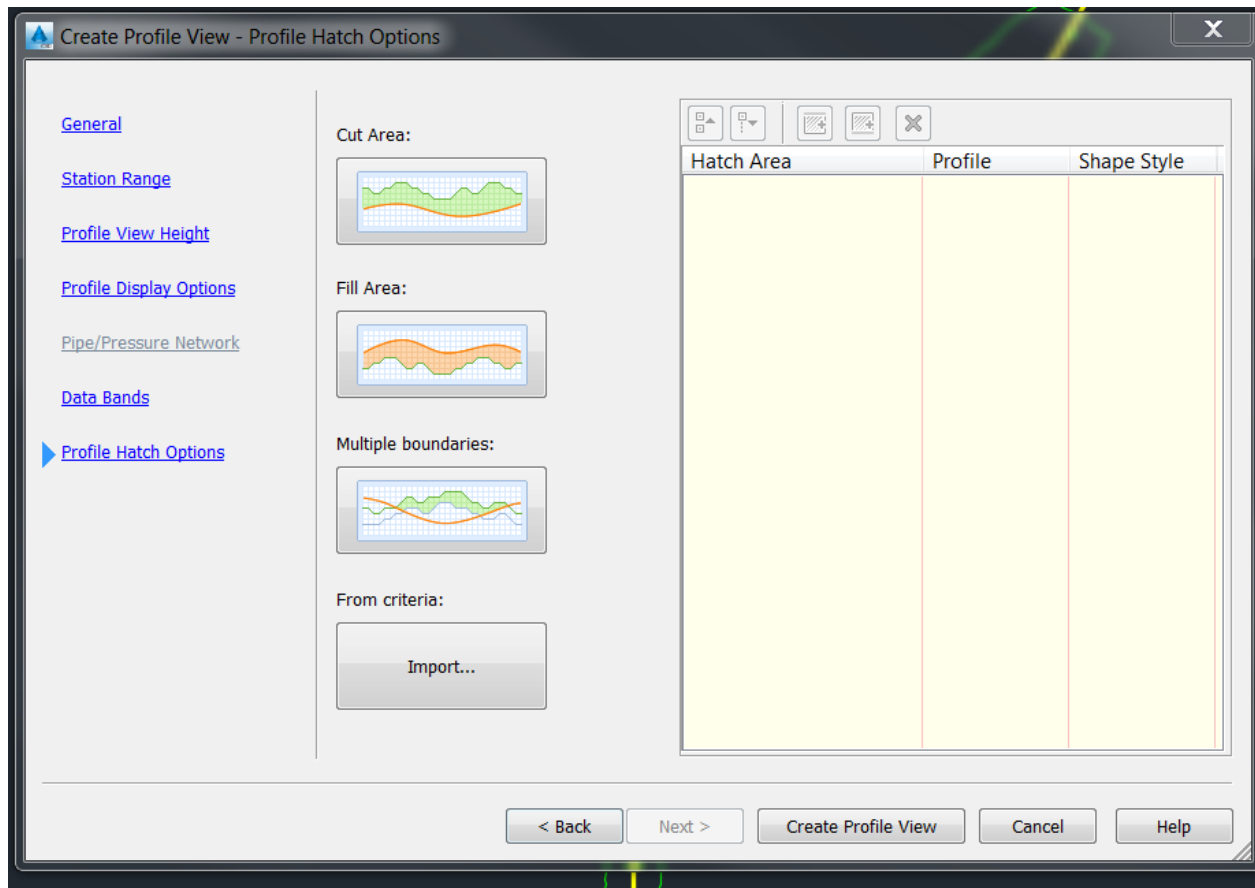 Create Profile View - Profile Hatch Options
General
Station Range
Profile View Height
Profile Display Options
Pipe/Pressure Network
Data Bands
Profile Hatch Options
Cut Area:
Fill Area:
Multiple boundaries:
From criteria:
Import...
Hatch Area Profile Shape Style
< Back Next > Create Profile View Cancel Help